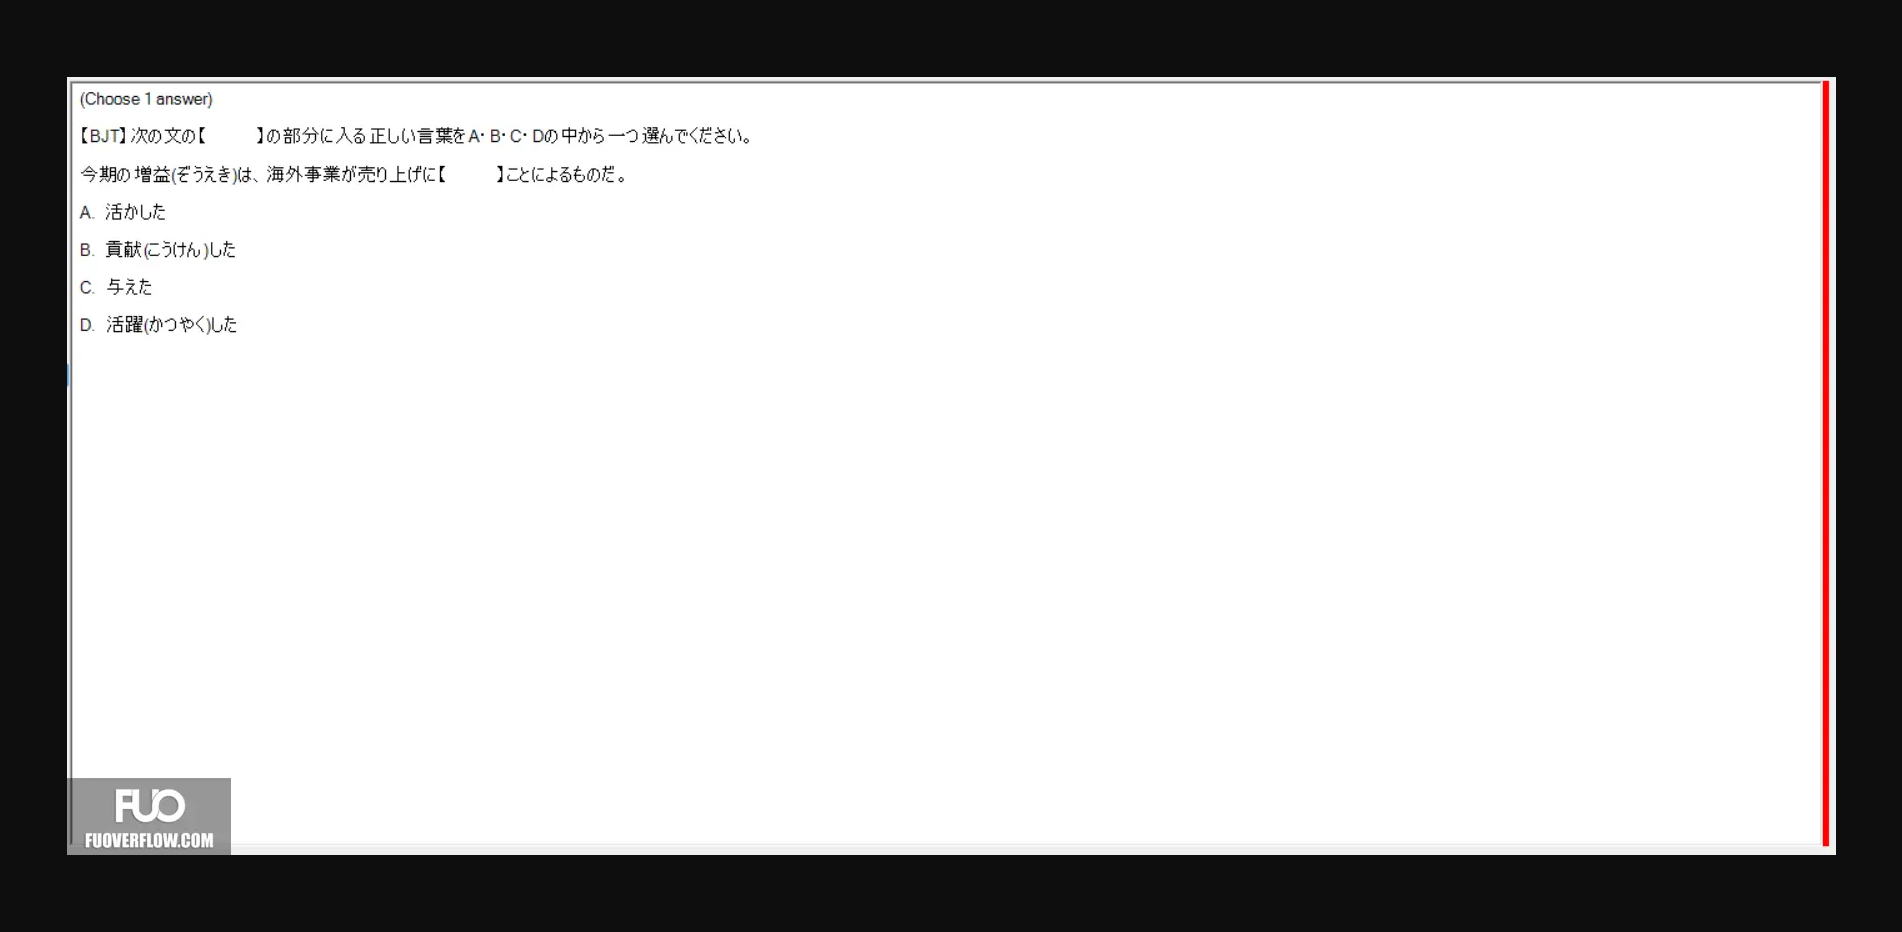 (Choose 1 answer)
【BJT】次の文の【　　　】の部分に入る正しい言葉をA・B・C・Dの中から一つ選んでください。
今期の増益(ぞうえき)は、海外事業が売り上げに【　　　】ことによるものだ。
A. 活かした
B. 貢献(こうけん)した
C. 与えた
D. 活躍(かつやく)した
FUO
FUOVERFLOW.COM